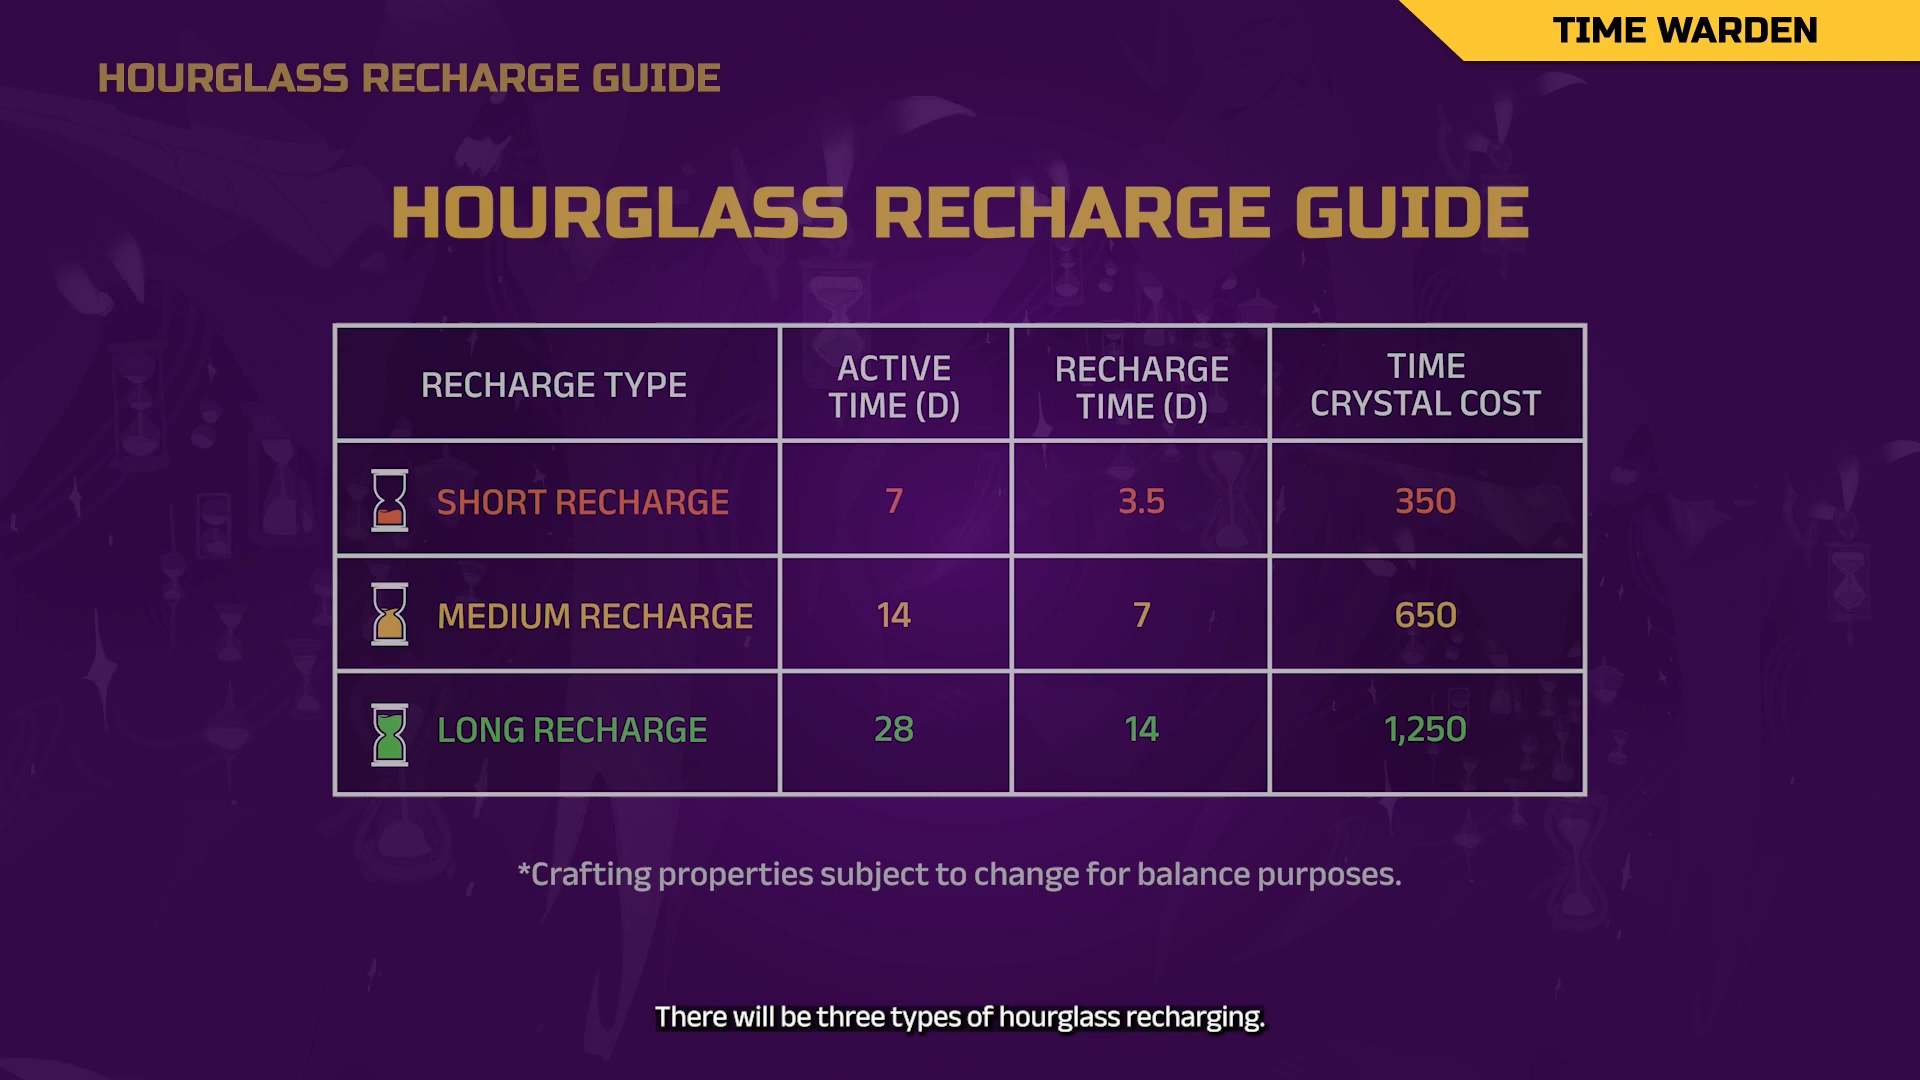 TIME WARDEN
HOURGLASS RECHARGE GUIDE
HOURGLASS RECHARGE GUIDE
RECHARGE TYPE
ACTIVE
TIME (D)
RECHARGE
TIME (D)
TIME
CRYSTAL COST
SHORT RECHARGE 7 3.5 350
MEDIUM RECHARGE 14 7 650
LONG RECHARGE 28 14 1,250
*Crafting properties subject to change for balance purposes.
There will be three types of hourglass recharging.